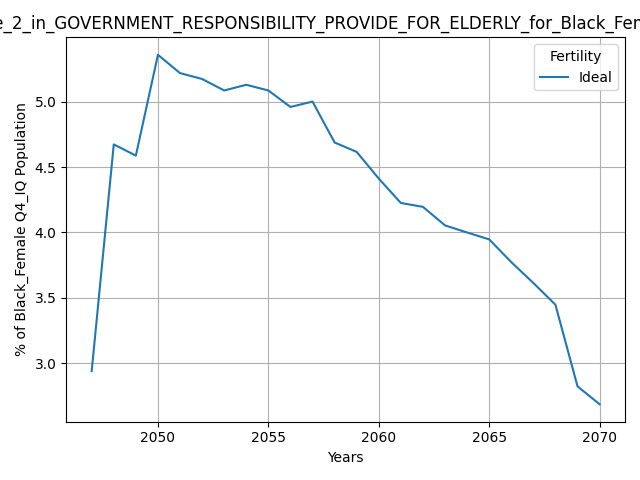 e_2_in_GOVERNMENT_RESPONSIBILITY_PROVIDE_FOR_ELDERLY_for_Black_Fem
Fertility
Ideal
% of Black_Female Q4_IQ Population
5.0
4.5
4.0
3.5
3.0
2050 2055 2060 2065 2070
Years